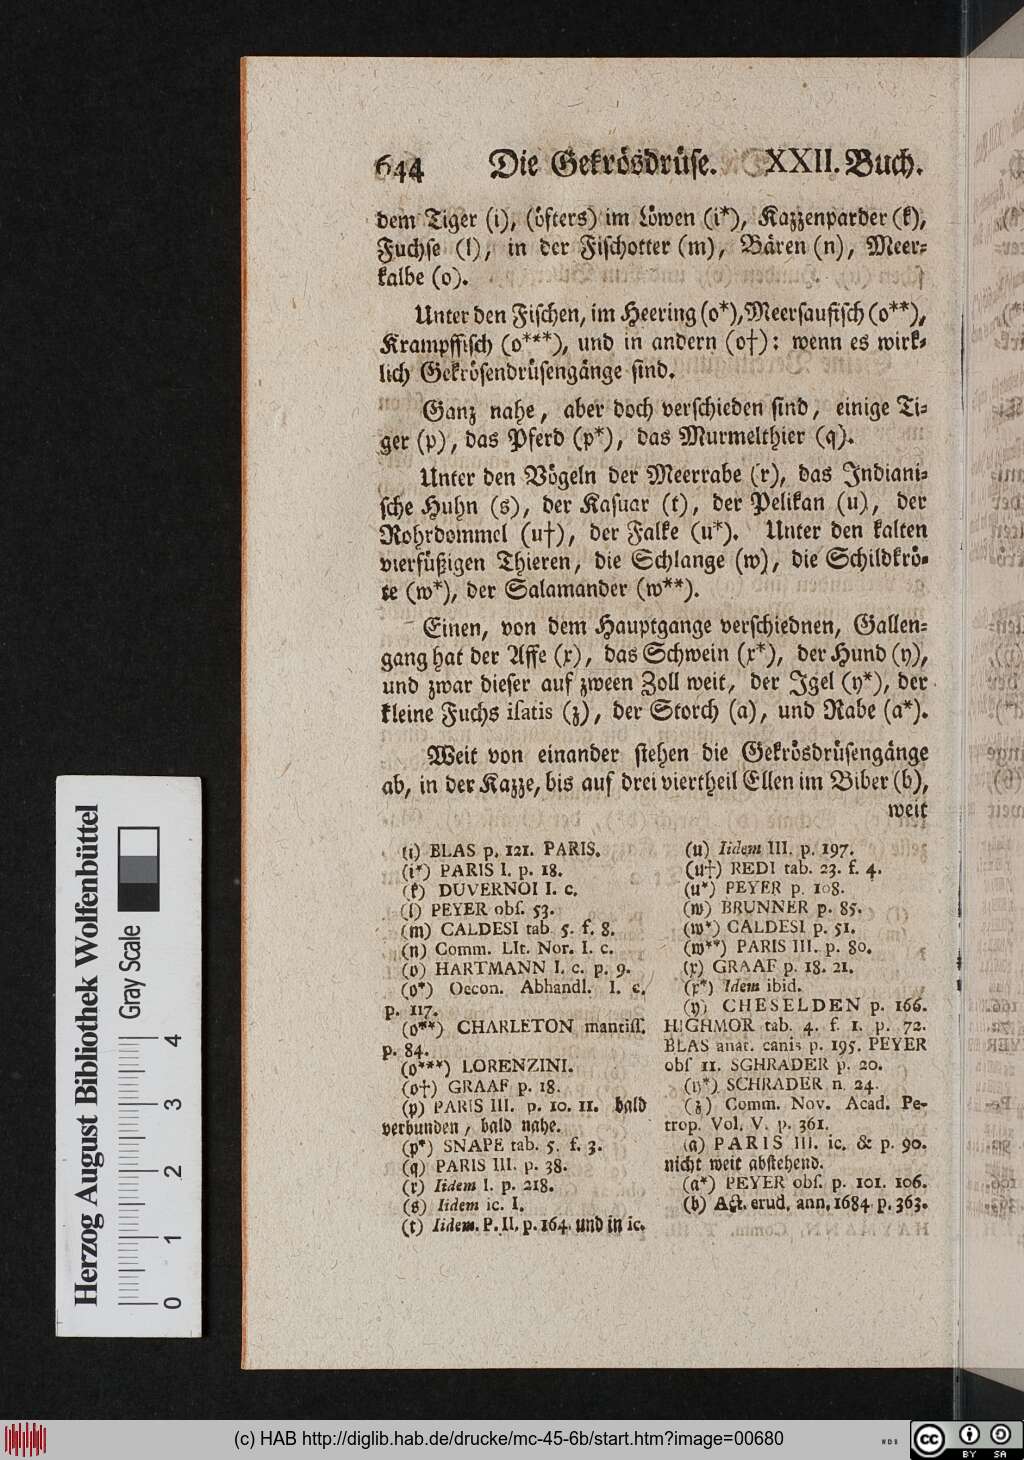 644 Die Gekrösdrüse. XXII. Buch.
dem Tiger (i), (öfters) im Löwen (i*), Kazzenparder (k),
Fuchse (l), in der Fischotter (m), Bären (n), Meer-
kalbe (o).
Unter den Fischen, im Heering (o*), Meersaufisch (o**),
Krampffisch (o***), und in andern (o†): wenn es wirk-
lich Gekrösendrüsengänge sind.
Ganz nahe, aber doch verschieden sind, einige Ti-
ger (p), das Pferd (p*), das Murmelthier (q).
Unter den Vögeln der Meerrabe (r), das Indiani-
sche Huhn (s), der Kasuar (t), der Pelikan (u), der
Rohrdommel (u†), der Falke (u*). Unter den kalten
vierfüßigen Thieren, die Schlange (w), die Schildkrö-
te (w*), der Salamander (w**).
Einen, von dem Hauptgange verschiednen, Gallen-
gang hat der Affe (x), das Schwein (x*), der Hund (y),
und zwar dieser auf zween Zoll weit, der Igel (y*), der
kleine Fuchs isatis (z), der Storch (a), und Rabe (a*).
Weit von einander stehen die Gekrösdrüsengänge
ab, in der Kazze, bis auf drei viertheil Ellen im Biber (b),
weit
(i) BLAS p. 121. PARIS.
(i*) PARIS I. p. 18.
(k) DUVERNOI I. c.
(l) PEYER obs. 53.
(m) CALDESI tab. 5. f. 8.
(n) Comm. LIt. Nor. I. c.
(o) HARTMANN I. c. p. 9.
(o*) Oecon. Abhandl. I. c.
p. 117.
(o**) CHARLETON mantiss.
p. 84.
(o***) LORENZINI.
(o†) GRAAF p. 18.
(p) PARIS III. p. 10. 11. bald
verbunden, bald nahe.
(p*) SNAPE tab. 5. f. 3.
(q) PARIS III. p. 38.
(r) Iidem I. p. 218.
(s) Iidem ic. I.
(t) Iidem. P. II. p. 164. und in ic.
(u) Iidem III. p. 197.
(u†) REDI tab. 23. f. 4.
(u*) PEYER p. 108.
(w) BRUNNER p. 85.
(w*) CALDESI p. 51.
(w**) PARIS III. p. 80.
(x) GRAAF p. 18. 21.
(x*) Idem ibid.
(y) CHESELDEN p. 166.
HIGHMOR tab. 4. f. 1. p. 72.
BLAS anat. canis p. 195. PEYER
obs 11. SGHRADER p. 20.
(y*) SCHRADER n. 24.
(z) Comm. Nov. Acad. Pe-
trop. Vol. V. p. 361.
(a) PARIS III. ic. & p. 90.
nicht weit abstehend.
(a*) PEYER obs. p. 101. 106.
(b) Act. erud. ann. 1684 p. 363.
Herzog August Bibliothek Wolfenbüttel
Gray Scale
0 1 2 3 4
(c) HAB http://diglib.hab.de/drucke/mc-45-6b/start.htm?image=00680
cc BY SA